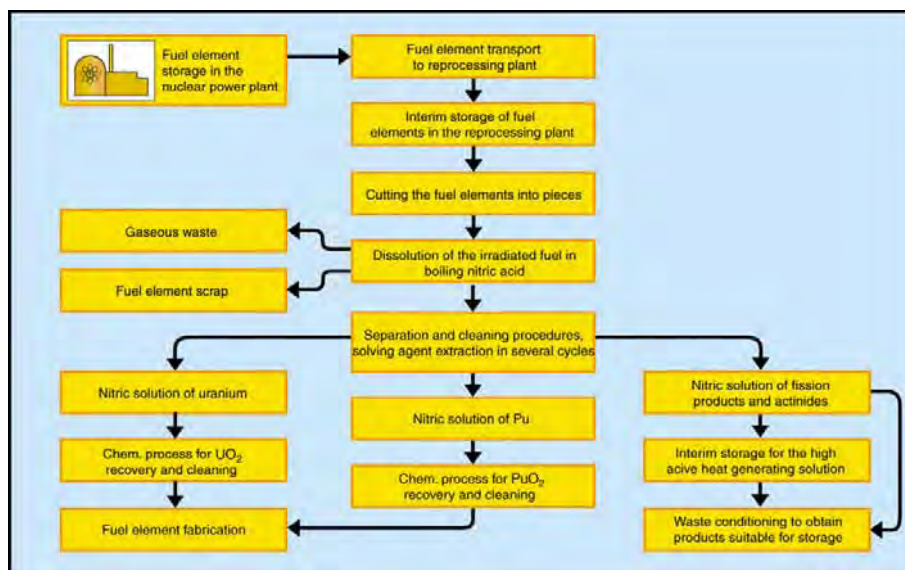 Fuel element
storage in the
nuclear power plant
Fuel element transport
to reprocessing plant
Interim storage of fuel
elements in the reprocessing plant
Cutting the fuel elements into pieces
Gaseous waste
Dissolution of the irradiated fuel in
boiling nitric acid
Fuel element scrap
Separation and cleaning procedures,
solving agent extraction in several cycles
Nitric solution of uranium
Chem. process for UO₂
recovery and cleaning
Fuel element fabrication
Nitric solution of Pu
Chem. process for PuO₂
recovery and cleaning
Nitric solution of fission
products and actinides
Interim storage for the high
acive heat generating solution
Waste conditioning to obtain
products suitable for storage